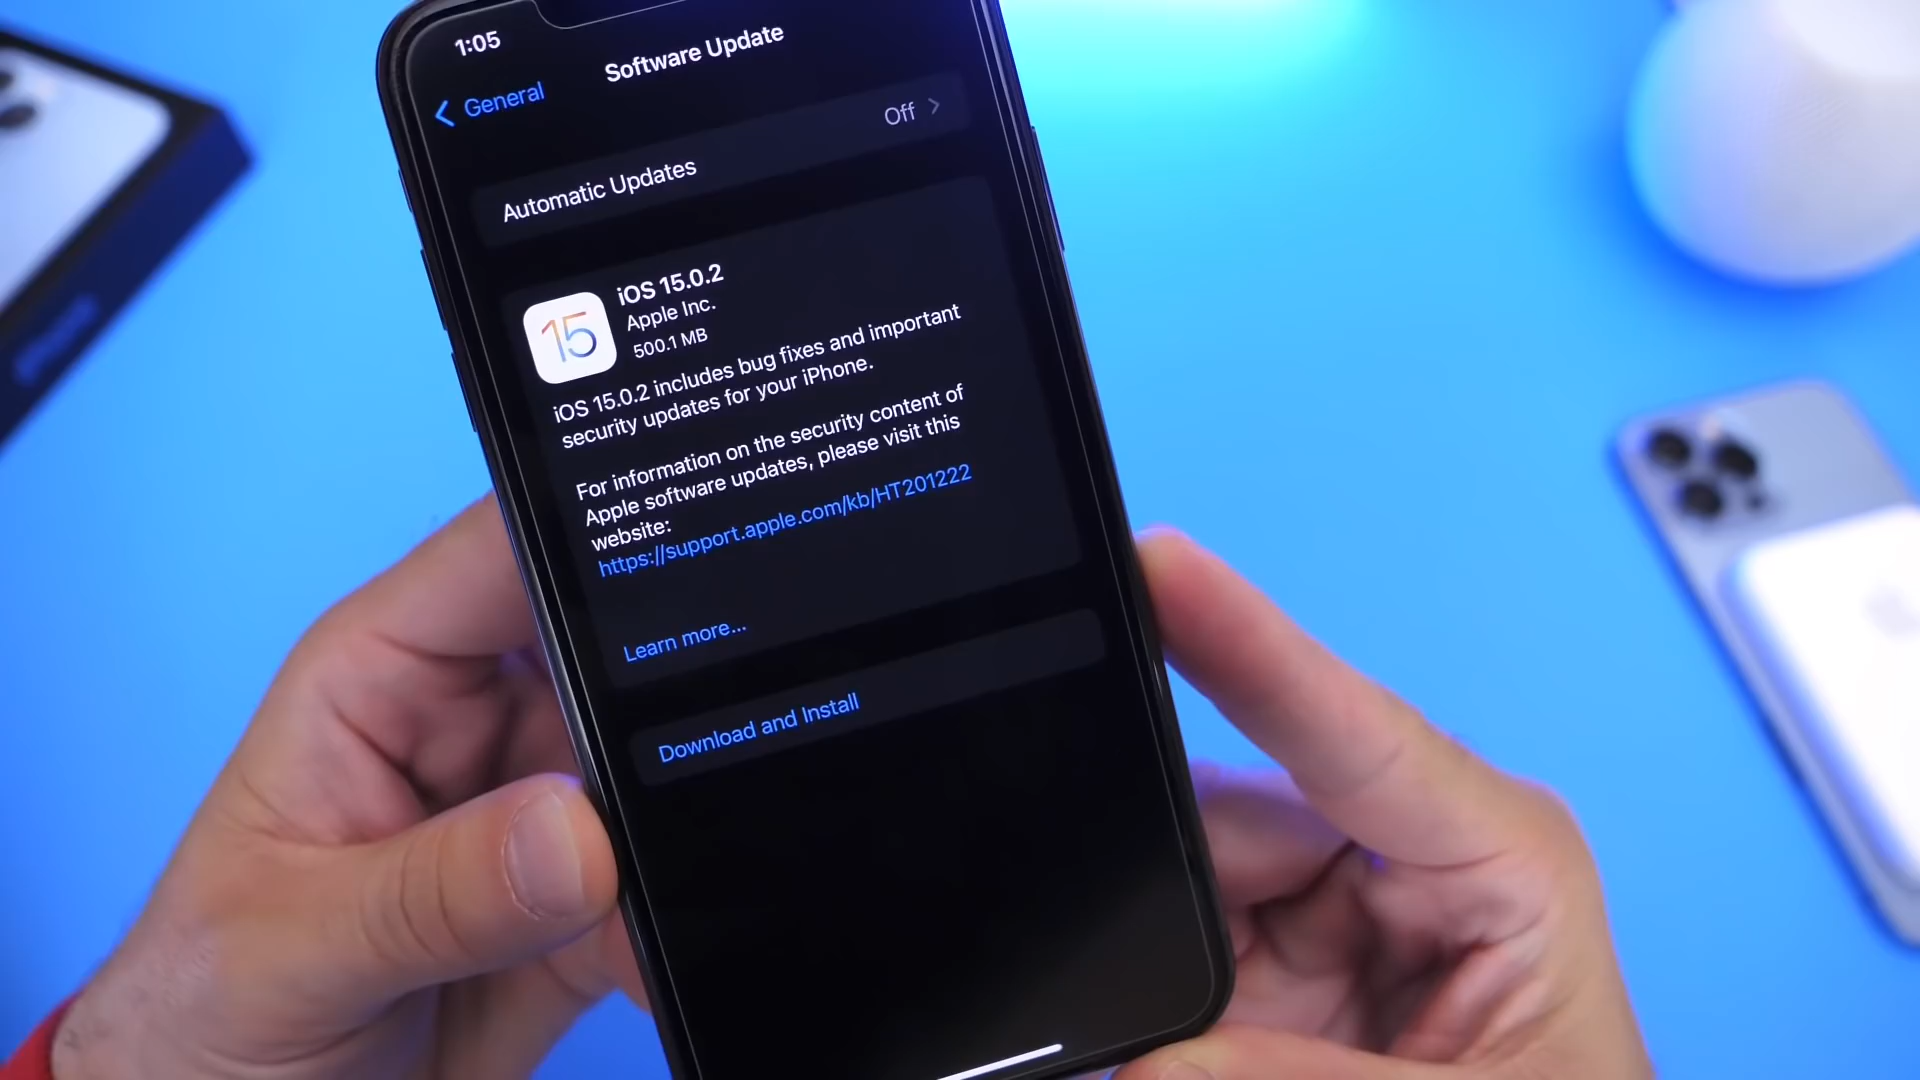 1:05
General
Software Update
Automatic Updates
Off
15
iOS 15.0.2
Apple Inc.
500.1 MB
iOS 15.0.2 includes bug fixes and important
security updates for your iPhone.
For information on the security content of
Apple software updates, please visit this
website:
https://support.apple.com/kb/HT201222
Learn more...
Download and Install